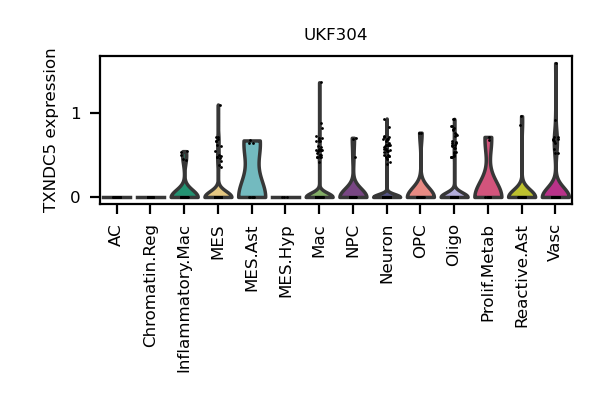 UKF304
TXNDC5 expression
1
0
AC
Chromatin.Reg
Inflammatory.Mac
MES
MES.Ast
MES.Hyp
Mac
NPC
Neuron
OPC
Oligo
Prolif.Metab
Reactive.Ast
Vasc